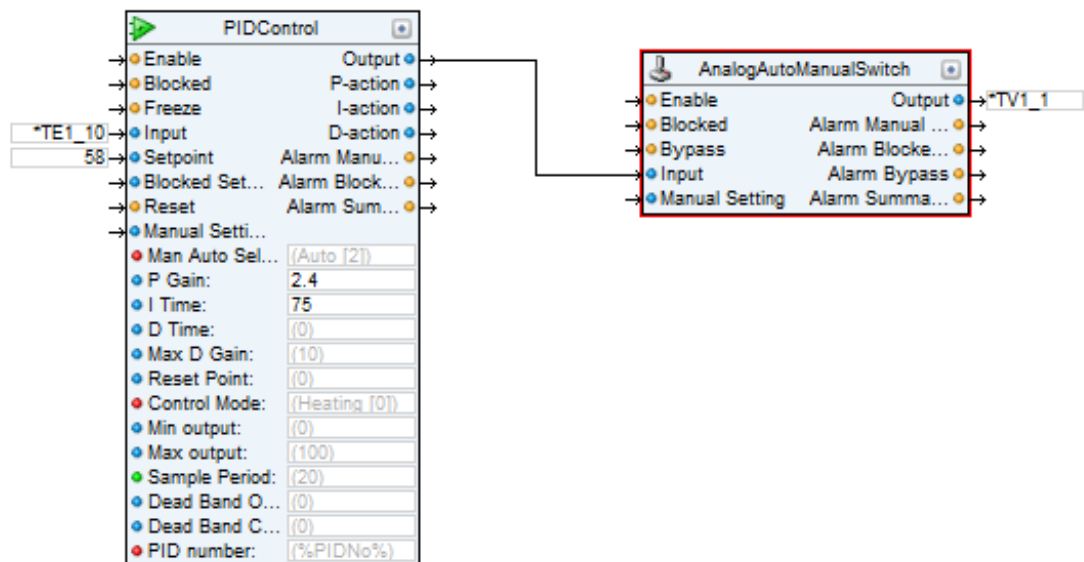 PIDControl
Enable Output
Blocked P-action
Freeze I-action
*TE1_10 Input D-action
58 Setpoint Alarm Manu...
Blocked Set... Alarm Block...
Reset Alarm Sum...
Manual Setti...
Man Auto Sel... (Auto [2])
P Gain: 2.4
I Time: 75
D Time: (0)
Max D Gain: (10)
Reset Point: (0)
Control Mode: (Heating [0])
Min output: (0)
Max output: (100)
Sample Period: (20)
Dead Band O... (0)
Dead Band C... (0)
PID number: (%PIDNo%)
AnalogAutoManualSwitch
Enable Output *TV1_1
Blocked Alarm Manual ...
Bypass Alarm Blocke...
Input Alarm Bypass
Manual Setting Alarm Summa...